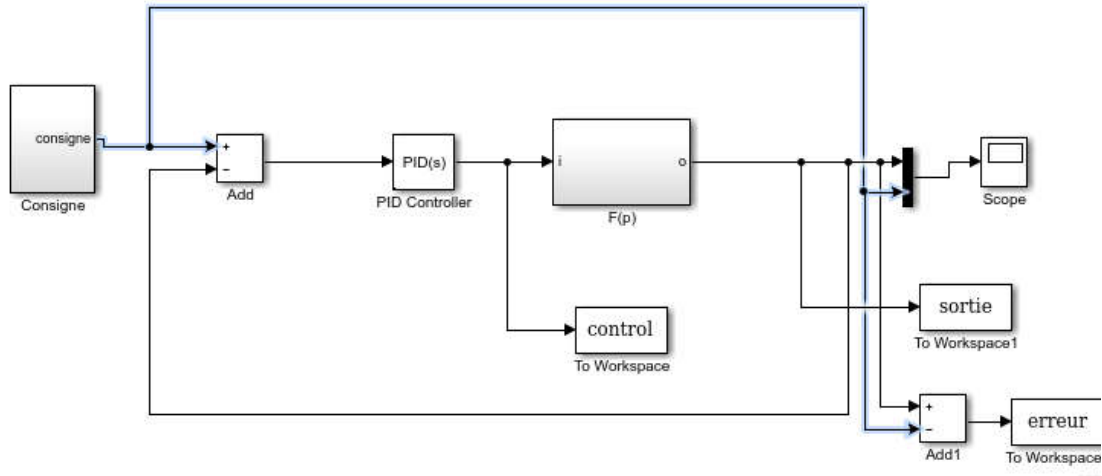 consigne
Consigne
+
−
Add
PID(s)
PID Controller
i
o
F(p)
Scope
control
To Workspace
sortie
To Workspace1
+
−
Add1
erreur
To Workspace